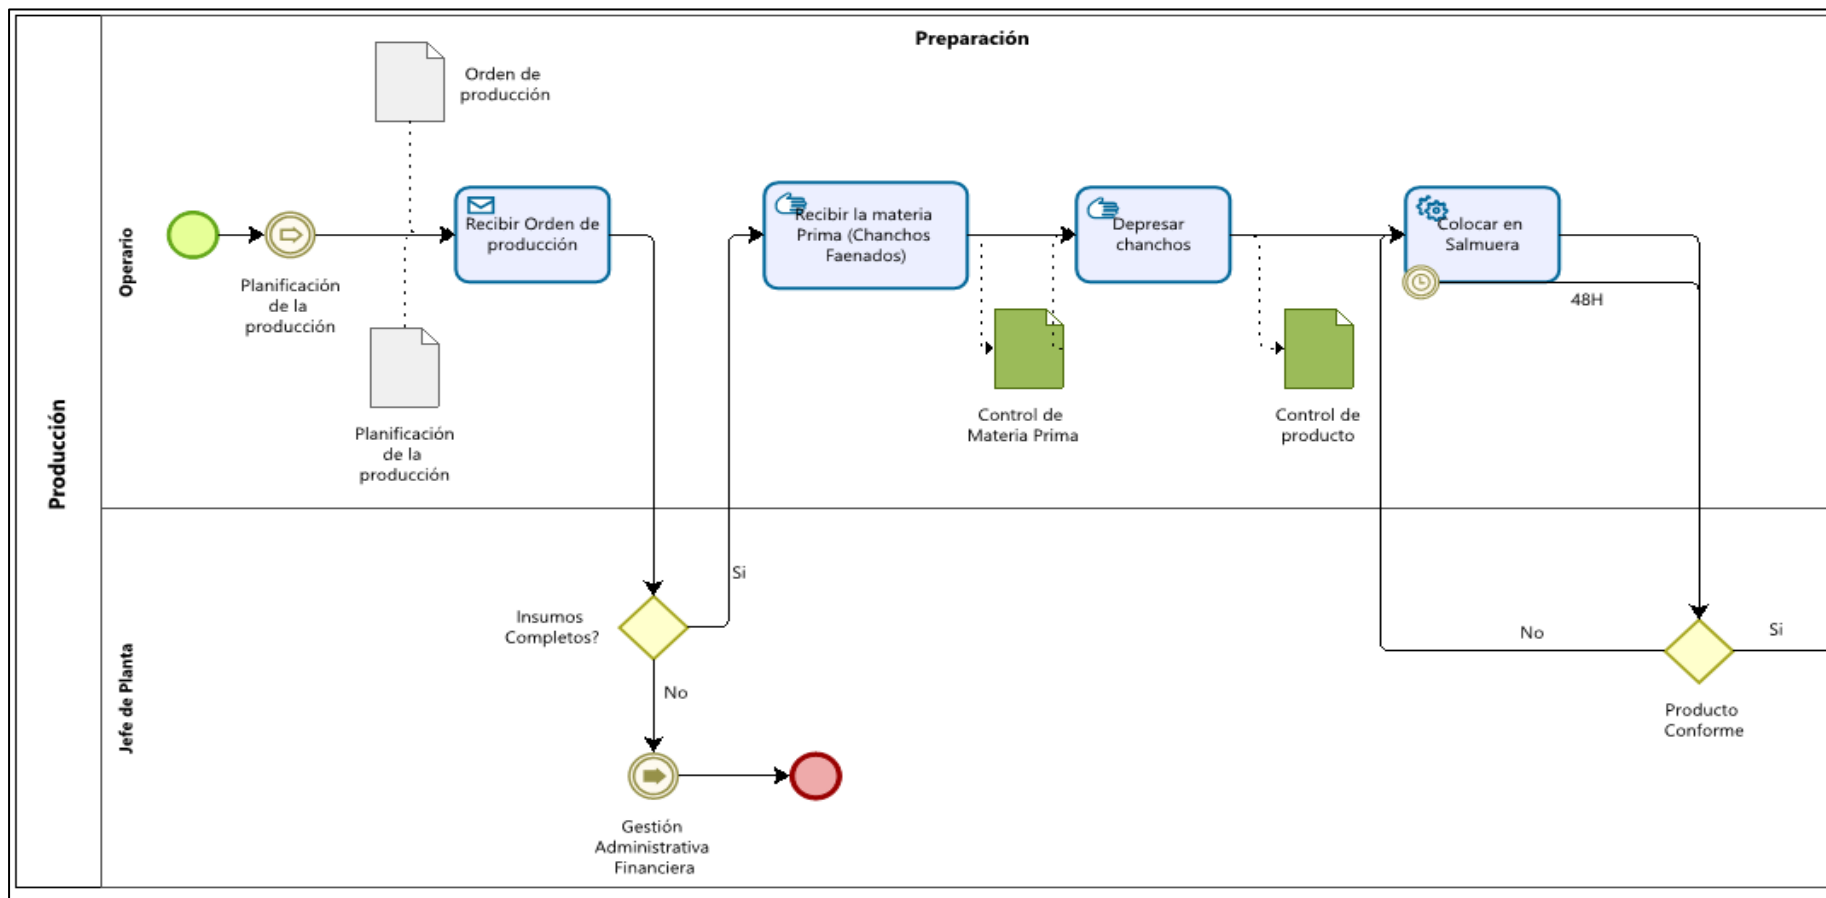 Preparación
Producción
Operario
Orden de
producción
Recibir Orden de
producción
Planificación
de la
producción
Planificación
de la
producción
Recibir la materia
Prima (Chanchos
Faenados)
Depresar
chanchos
Colocar en
Salmuera
48H
Control de
Materia Prima
Control de
producto
Jefe de Planta
Insumos
Completos?
Si
No
Gestión
Administrativa
Financiera
No
Si
Producto
Conforme